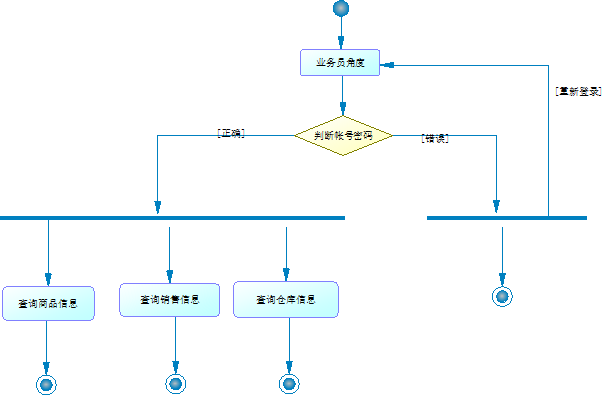 业务员角度
[重新登录]
[正确]
判断帐号密码
[错误]
查询商品信息
查询销售信息
查询仓库信息